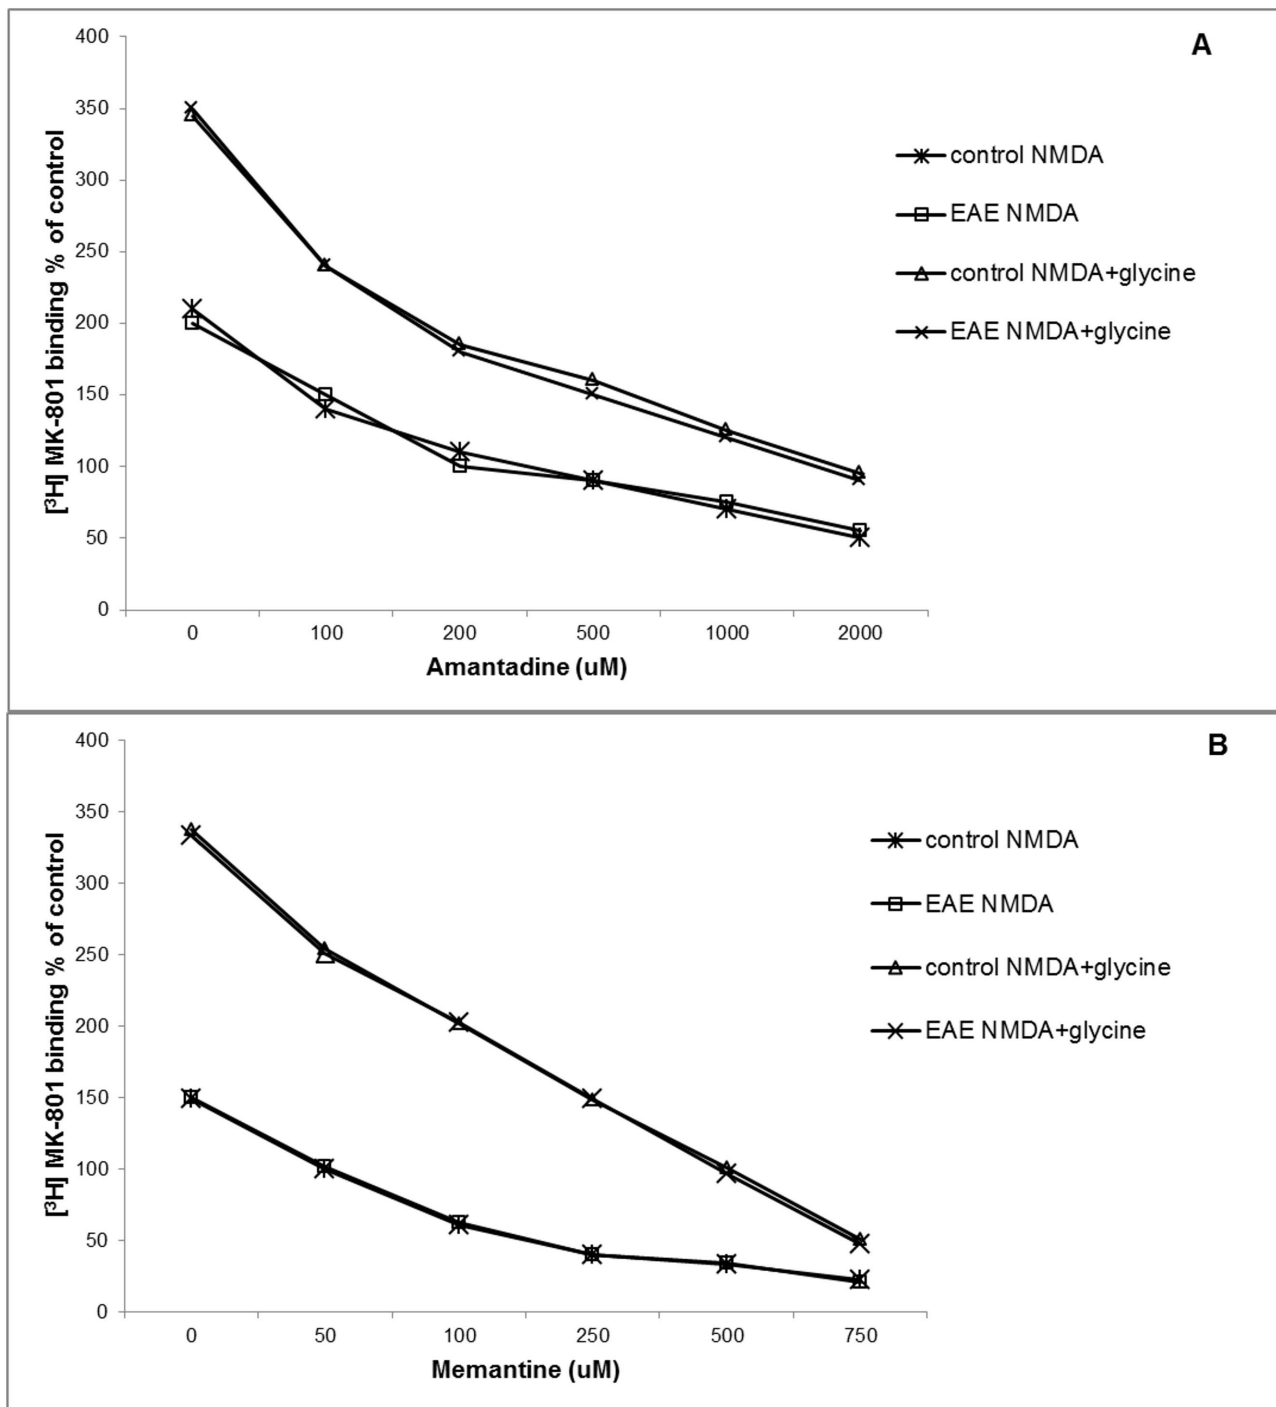 A
400
350
300
250
200
150
100
50
0
[³H] MK-801 binding % of control
control NMDA
EAE NMDA
control NMDA+glycine
EAE NMDA+glycine
0 100 200 500 1000 2000
Amantadine (uM)
B
400
350
300
250
200
150
100
50
0
[³H] MK-801 binding % of control
control NMDA
EAE NMDA
control NMDA+glycine
EAE NMDA+glycine
0 50 100 250 500 750
Memantine (uM)